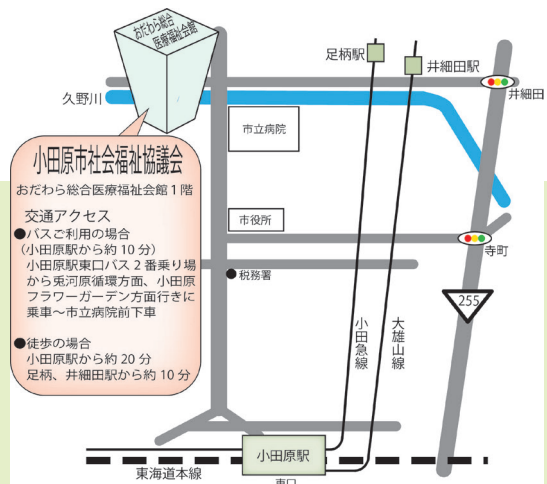 おだわら総合
医療福祉会館
足柄駅
井細田駅
井細田
久野川
市立病院
小田原市社会福祉協議会
おだわら総合医療福祉会館1階
交通アクセス
●バスご利用の場合
(小田原駅から約10分)
小田原駅東口バス2番乗り場
から兎河原循環方面、小田原
フラワーガーデン方面行きに
乗車～市立病院前下車
●徒歩の場合
小田原駅から約20分
足柄、井細田駅から約10分
市役所
寺町
税務署
255
小田急線
大雄山線
小田原駅
東海道本線
東口